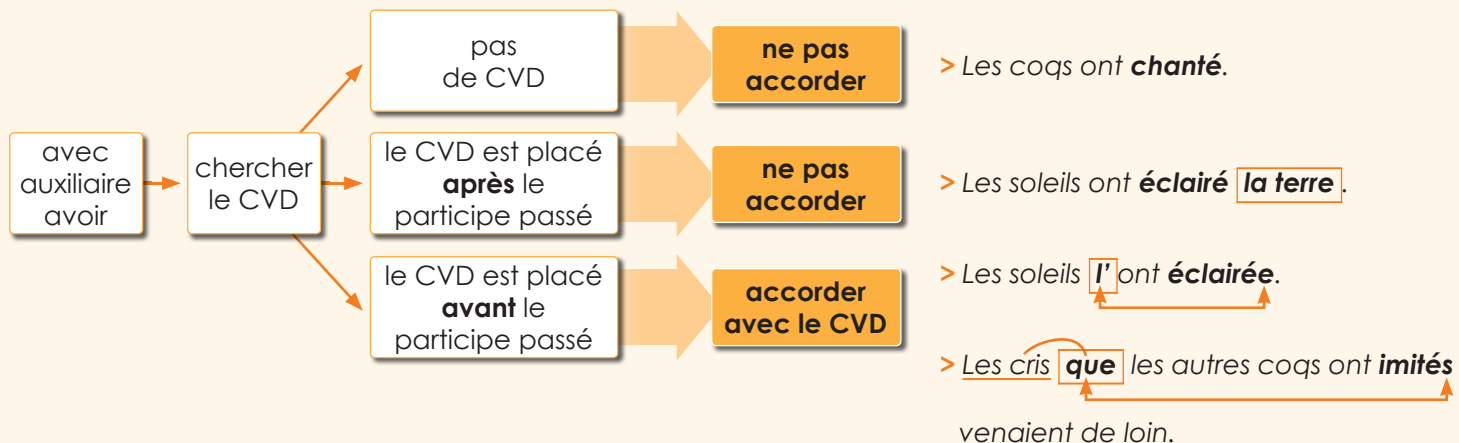 avec
auxiliaire
avoir
chercher
le CVD
pas
de CVD
ne pas
accorder
> Les coqs ont chanté.
le CVD est placé
après le
participe passé
ne pas
accorder
> Les soleils ont éclairé la terre.
le CVD est placé
avant le
participe passé
accorder
avec le CVD
> Les soleils l' ont éclairée.
> Les cris que les autres coqs ont imités
venaient de loin.